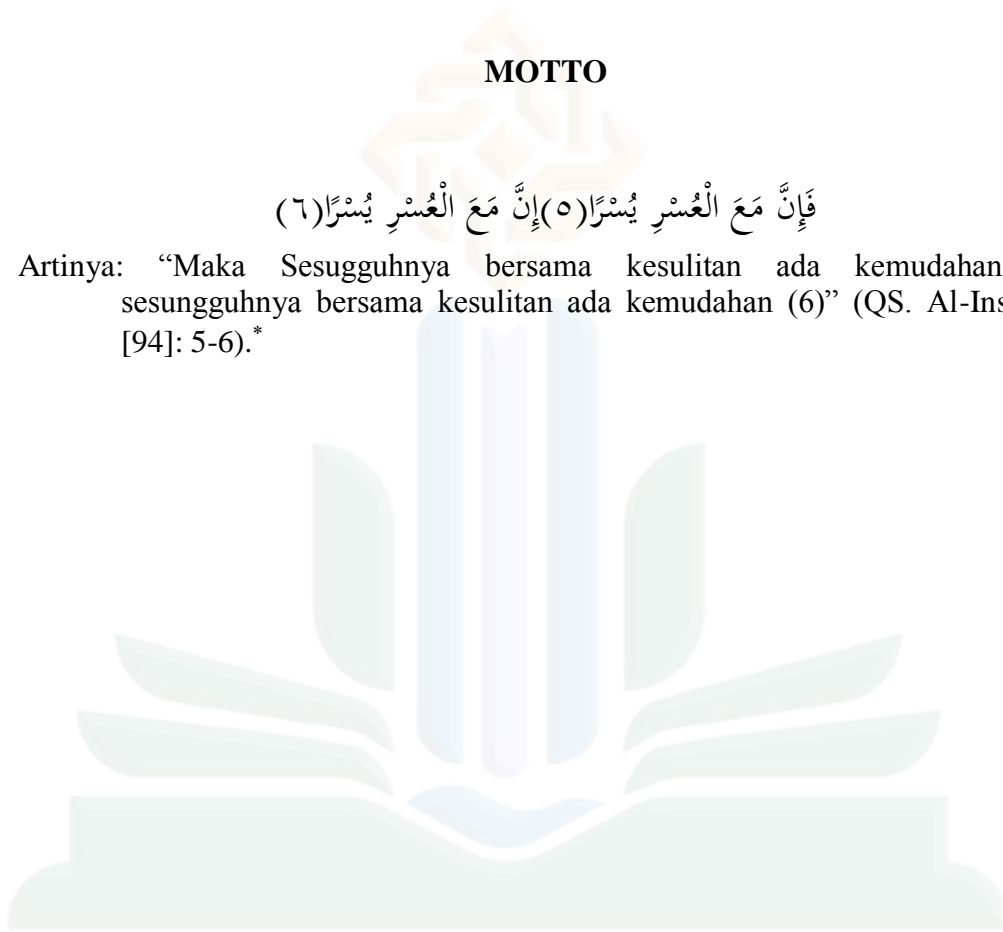 MOTTO
فَإِنَّ مَعَ الْعُسْرِ يُسْرًا(٥)إِنَّ مَعَ الْعُسْرِ يُسْرًا(٦)
Artinya: “Maka Sesugguhnya bersama kesulitan ada kemudahan
sesungguhnya bersama kesulitan ada kemudahan (6)” (QS. Al-Ins
[94]: 5-6).*